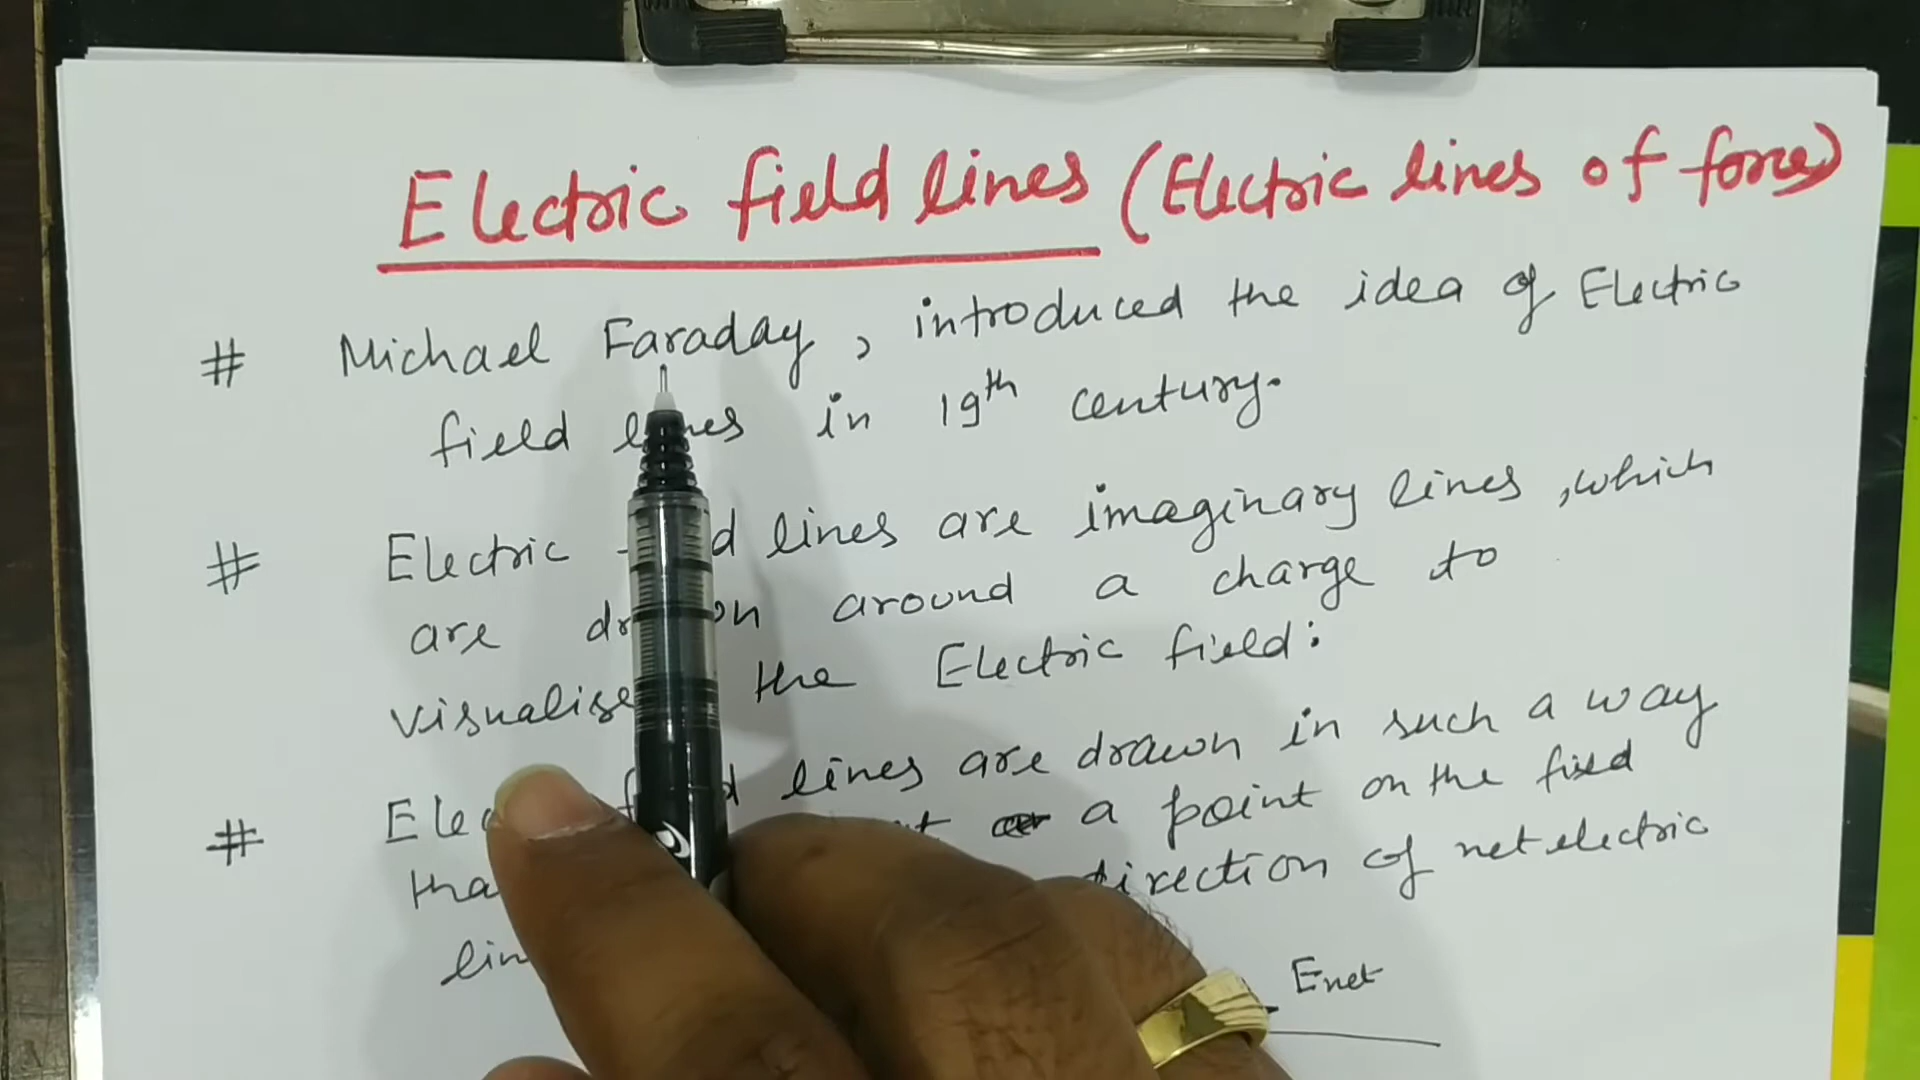 Electric field lines (Electric lines of force)
# Michael Faraday, introduced the idea of Electric
field lines in 19th century.
# Electric lines are imaginary lines, which
are around a charge to
visualise the Electric field:
# lines are drawn in such a way
a point on the field
direction of net electric
Enet